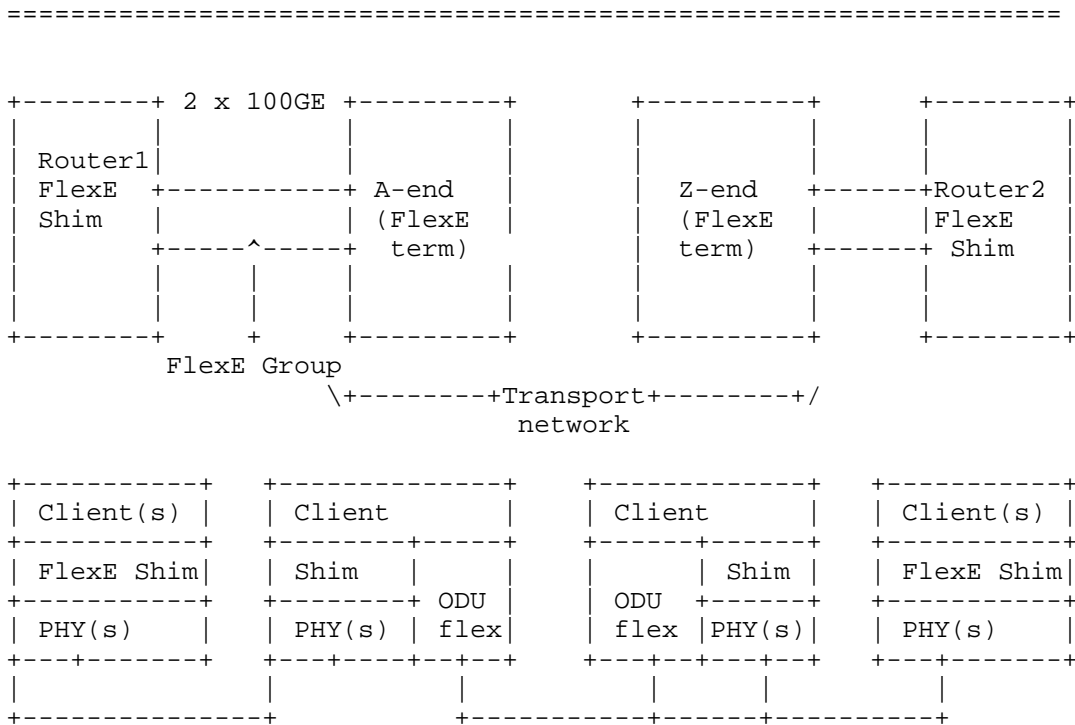 =================================================================
+--------+ 2 x 100GE +---------+ +----------+ +--------+
Router1
FlexE A-end Z-end Router2
Shim (FlexE (FlexE FlexE
^ term) term) Shim
FlexE Group
\+--------+Transport+--------+/
network
Client(s) Client Client Client(s)
FlexE Shim Shim Shim FlexE Shim
ODU ODU
PHY(s) PHY(s) flex flex PHY(s) PHY(s)